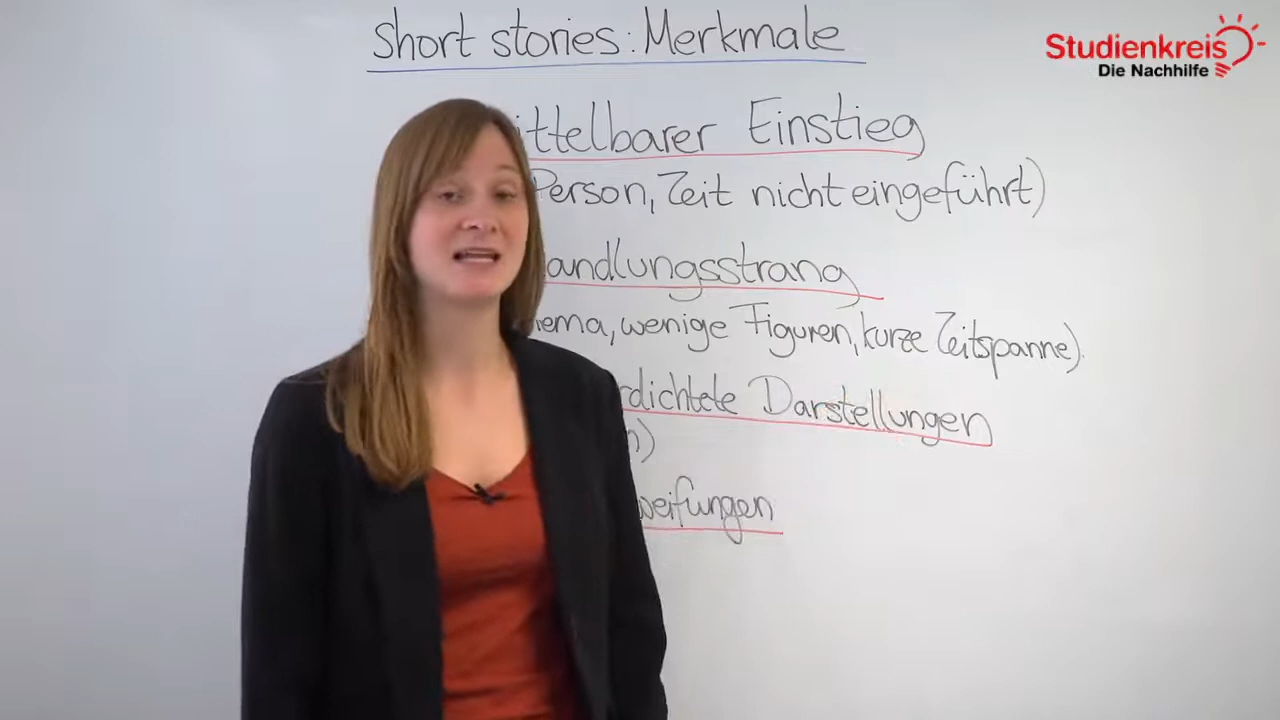 short stories: Merkmale
Studienkreis
Die Nachhilfe
ittelbarer Einstieg
Person, Zeit nicht eingeführt)
andlungsstrang
ema, wenige Figuren, kurze Zeitspanne).
rdichtete Darstellungen
n)
weifungen